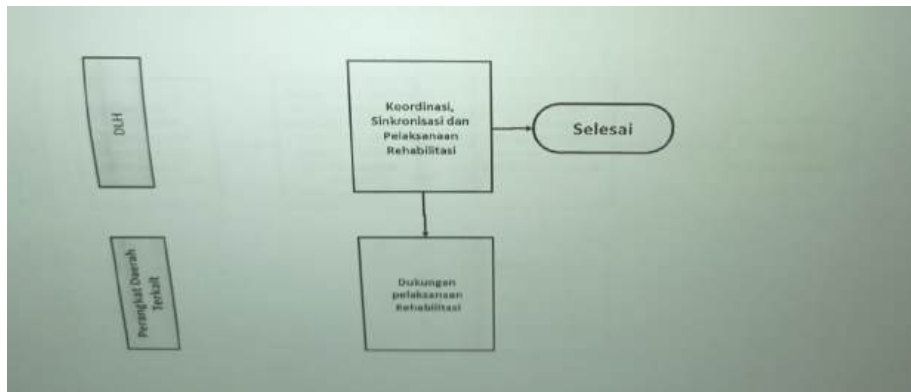 DLH
Koordinasi,
Sinkronisasi dan
Pelaksanaan
Rehabilitasi
Selesai
Perangkat Daerah
Terkait
Dukungan
pelaksanaan
Rehabilitasi